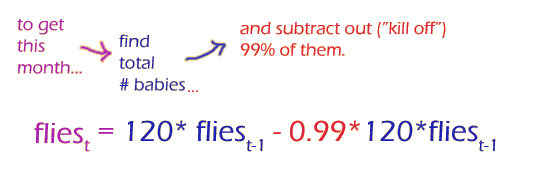 to get
this
month...
find
total
# babies...
and subtract out ("kill off")
99% of them.
fliesₜ = 120* fliesₜ₋₁ - 0.99*120*fliesₜ₋₁